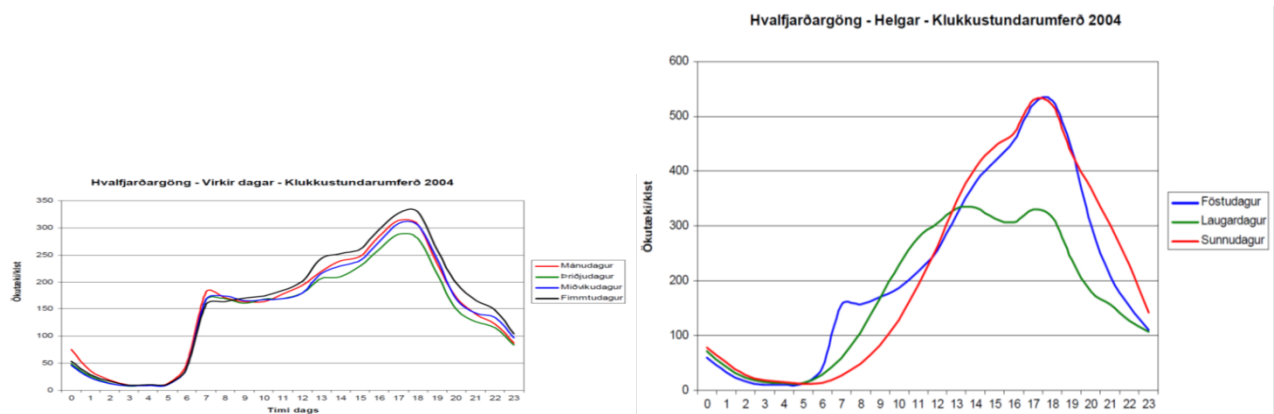 Hvalfjarðargöng - Virkir dagar - Klukkustundarumferð 2004
350
300
250
200
150
100
50
0
Ökutæki/klst
0 1 2 3 4 5 6 7 8 9 10 11 12 13 14 15 16 17 18 19 20 21 22 23
Tími dags
Mánudagur
Þriðjudagur
Miðvikudagur
Fimmtudagur
Hvalfjarðargöng - Helgar - Klukkustundarumferð 2004
600
500
400
300
200
100
0
Ökutæki/klst
0 1 2 3 4 5 6 7 8 9 10 11 12 13 14 15 16 17 18 19 20 21 22 23
Föstudagur
Laugardagur
Sunnudagur